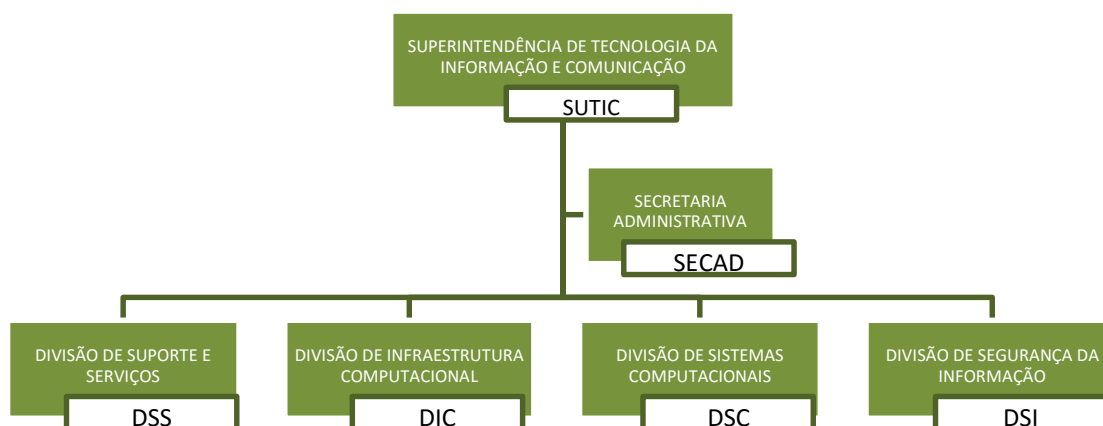 SUPERINTENDÊNCIA DE TECNOLOGIA DA
INFORMAÇÃO E COMUNICAÇÃO
SUTIC
SECRETARIA
ADMINISTRATIVA
SECAD
DIVISÃO DE SUPORTE E
SERVIÇOS
DSS
DIVISÃO DE INFRAESTRUTURA
COMPUTACIONAL
DIC
DIVISÃO DE SISTEMAS
COMPUTACIONAIS
DSC
DIVISÃO DE SEGURANÇA DA
INFORMAÇÃO
DSI